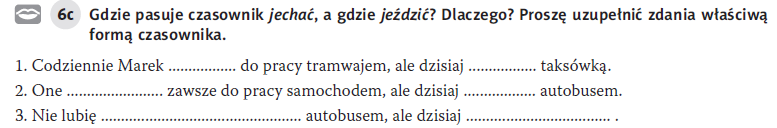 6c Gdzie pasuje czasownik jechać, a gdzie jeździć? Dlaczego? Proszę uzupełnić zdania właściwą
formą czasownika.
1. Codziennie Marek ................ do pracy tramwajem, ale dzisiaj ................ taksówką.
2. One ....................... zawsze do pracy samochodem, ale dzisiaj ................. autobusem.
3. Nie lubię ................................................ autobusem, ale dzisiaj .................................. .